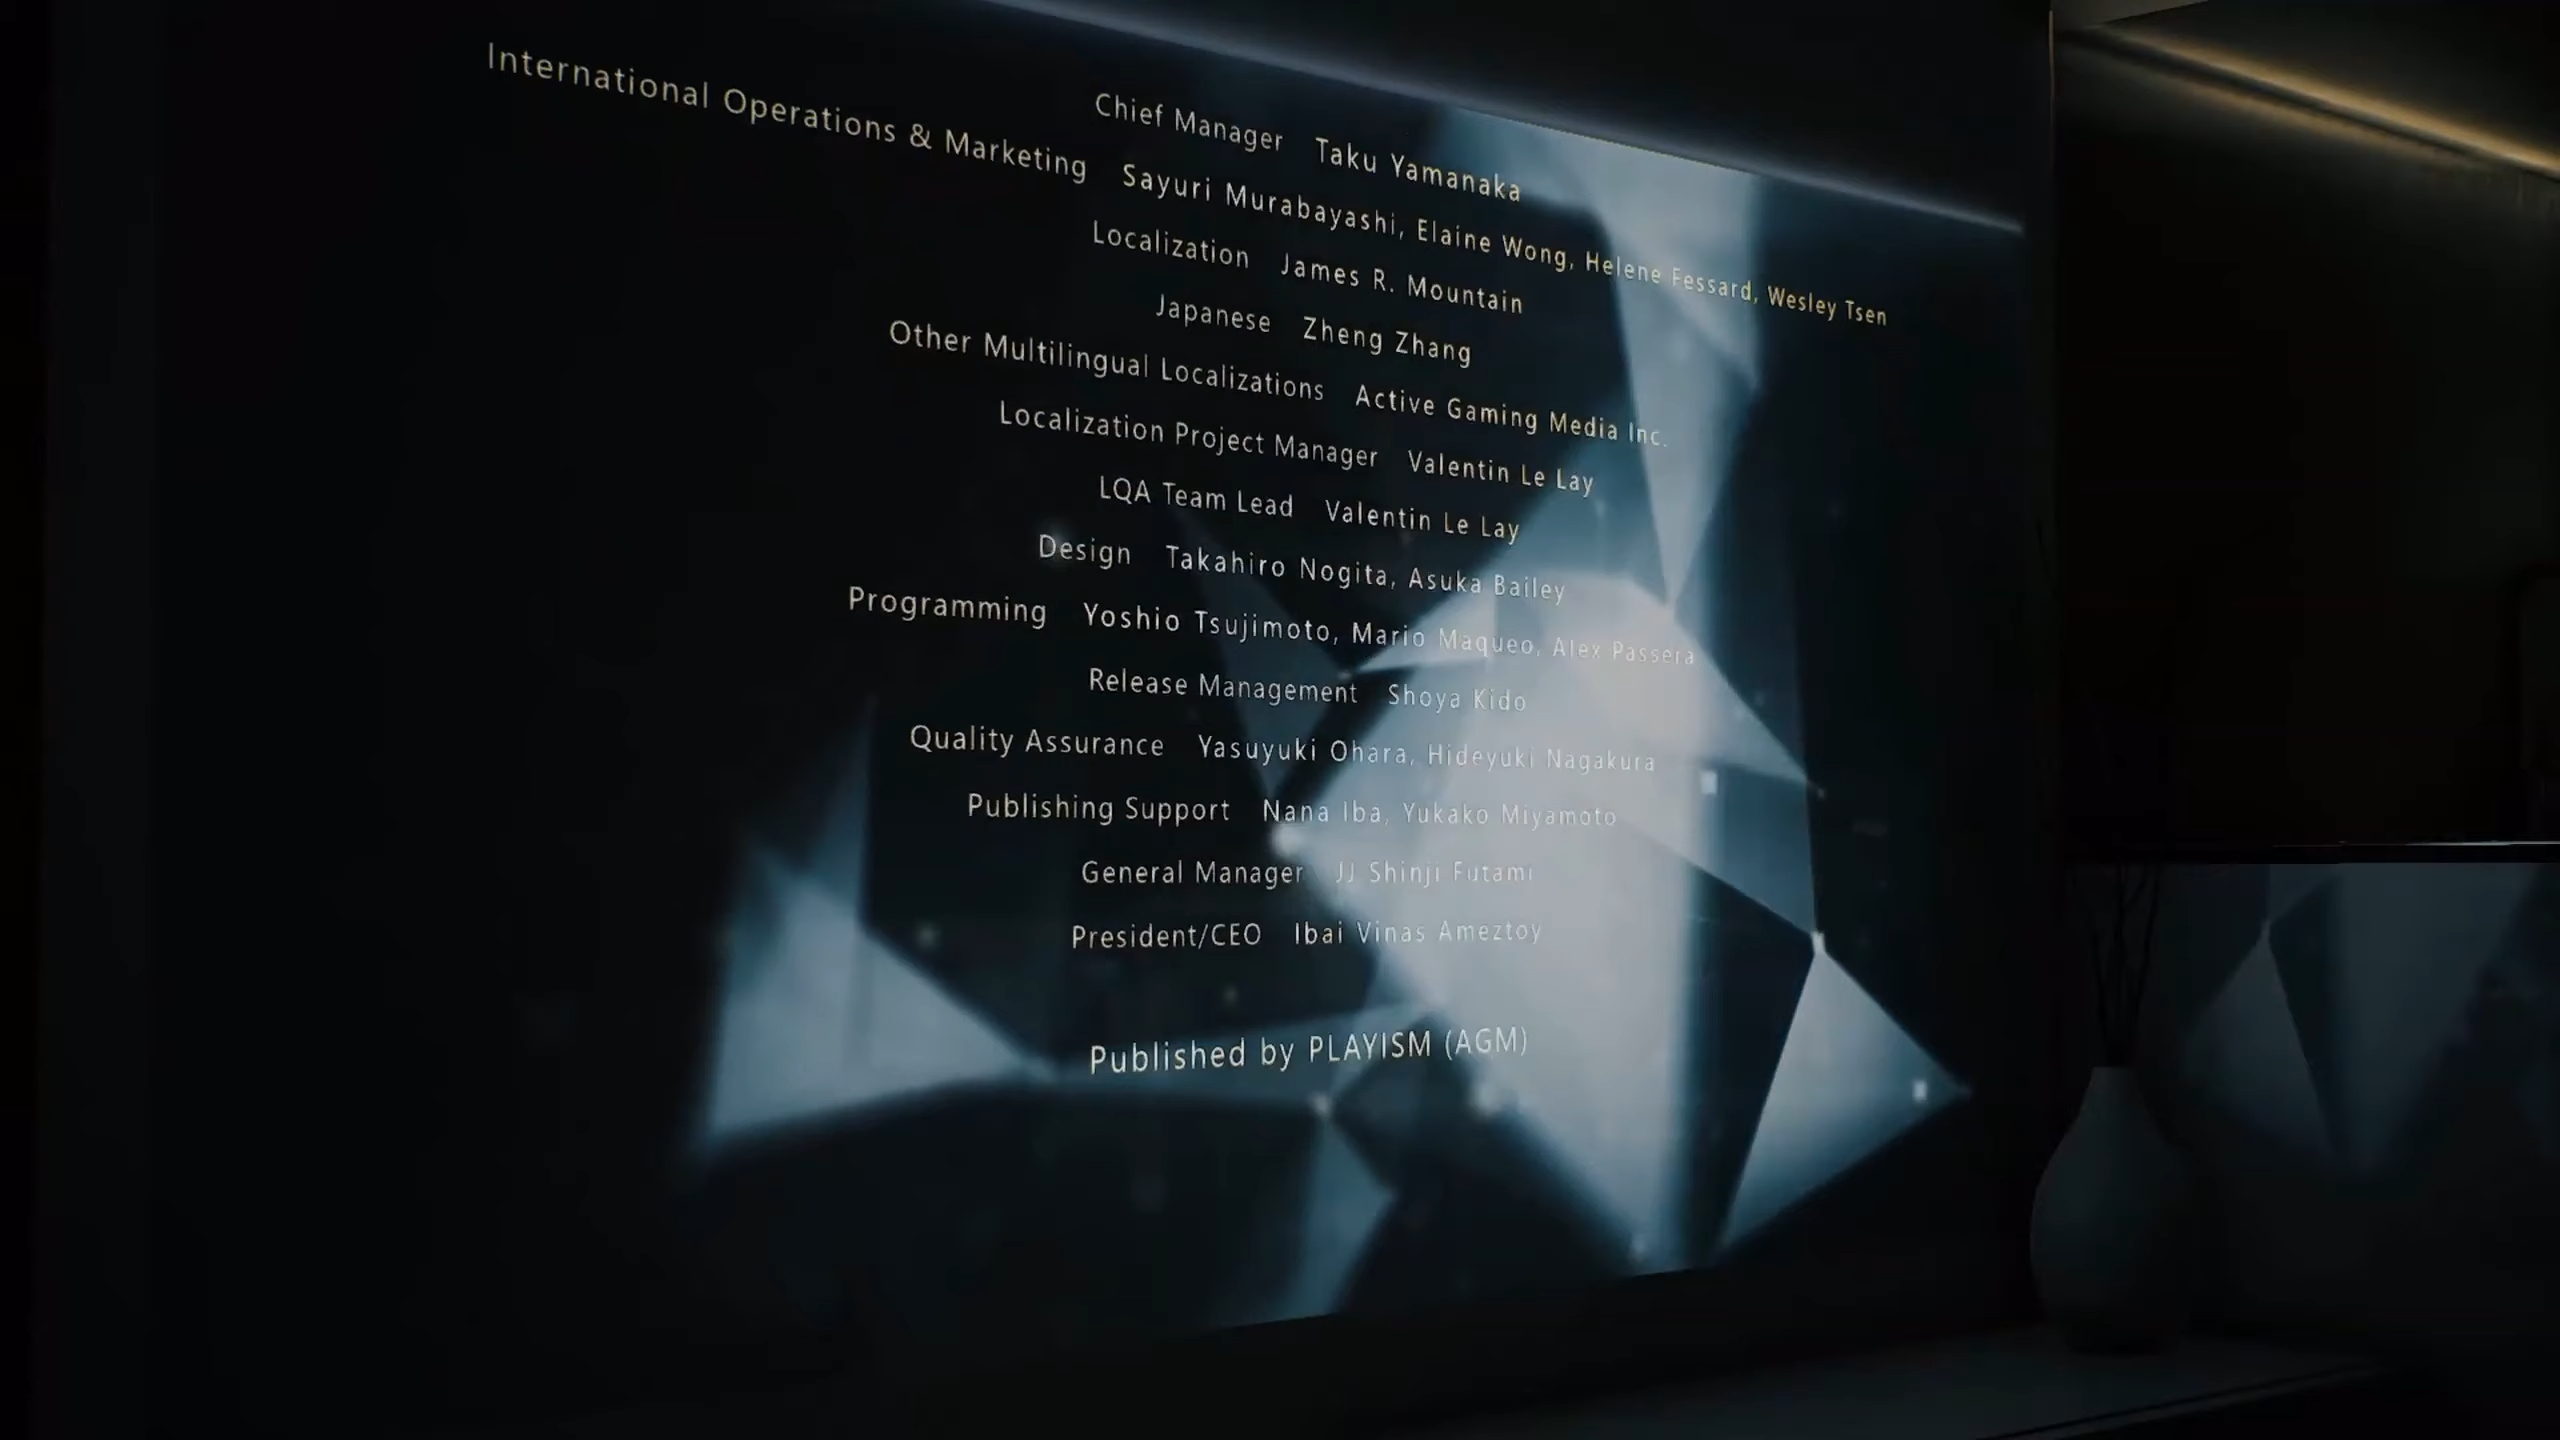 Chief Manager Taku Yamanaka
International Operations & Marketing Sayuri Murabayashi, Elaine Wong, Helene Fessard, Wesley Tsen
Localization James R. Mountain
Japanese Zheng Zhang
Other Multilingual Localizations Active Gaming Media Inc.
Localization Project Manager Valentin Le Lay
LQA Team Lead Valentin Le Lay
Design Takahiro Nogita, Asuka Bailey
Programming Yoshio Tsujimoto, Mario Maqueo, Alex Passera
Release Management Shoya Kido
Quality Assurance Yasuyuki Ohara, Hideyuki Nagakura
Publishing Support Nana Iba, Yukako Miyamoto
General Manager JJ Shinji Futami
President/CEO Ibai Vinas Ameztoy
Published by PLAYISM (AGM)